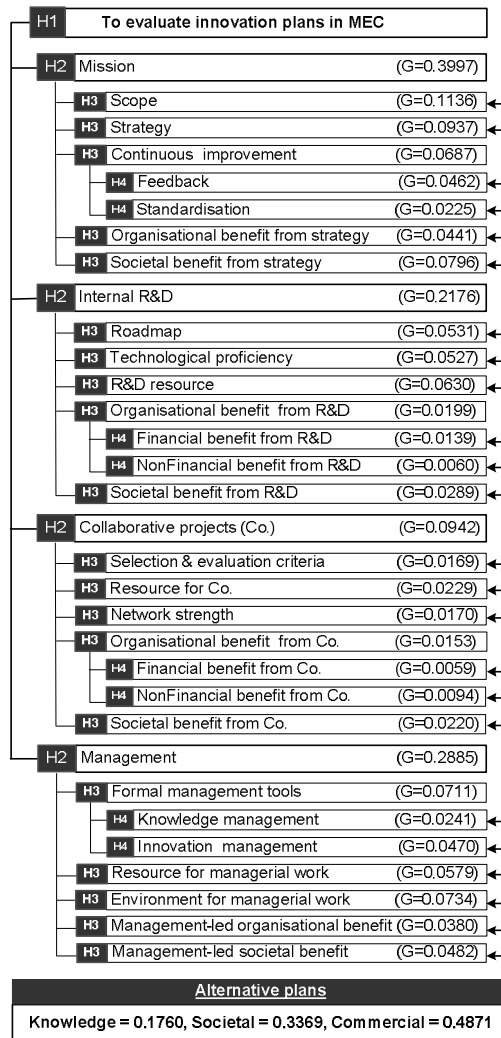 H1 To evaluate innovation plans in MEC
H2 Mission (G=0.3997)
H3 Scope (G=0.1136)
H3 Strategy (G=0.0937)
H3 Continuous improvement (G=0.0687)
H4 Feedback (G=0.0462)
H4 Standardisation (G=0.0225)
H3 Organisational benefit from strategy (G=0.0441)
H3 Societal benefit from strategy (G=0.0796)
H2 Internal R&D (G=0.2176)
H3 Roadmap (G=0.0531)
H3 Technological proficiency (G=0.0527)
H3 R&D resource (G=0.0630)
H3 Organisational benefit from R&D (G=0.0199)
H4 Financial benefit from R&D (G=0.0139)
H4 NonFinancial benefit from R&D (G=0.0060)
H3 Societal benefit from R&D (G=0.0289)
H2 Collaborative projects (Co.) (G=0.0942)
H3 Selection & evaluation criteria (G=0.0169)
H3 Resource for Co. (G=0.0229)
H3 Network strength (G=0.0170)
H3 Organisational benefit from Co. (G=0.0153)
H4 Financial benefit from Co. (G=0.0059)
H4 NonFinancial benefit from Co. (G=0.0094)
H3 Societal benefit from Co. (G=0.0220)
H2 Management (G=0.2885)
H3 Formal management tools (G=0.0711)
H4 Knowledge management (G=0.0241)
H4 Innovation management (G=0.0470)
H3 Resource for managerial work (G=0.0579)
H3 Environment for managerial work (G=0.0734)
H3 Management-led organisational benefit (G=0.0380)
H3 Management-led societal benefit (G=0.0482)
Alternative plans
Knowledge = 0.1760, Societal = 0.3369, Commercial = 0.4871